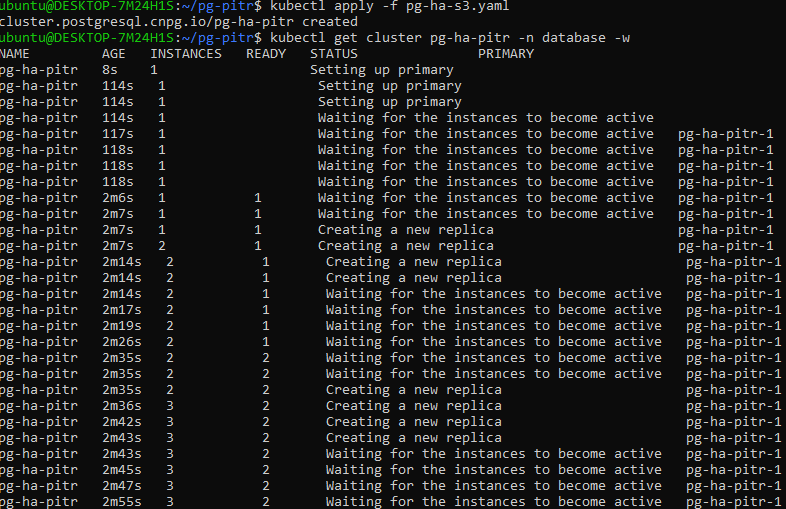 ubuntu@DESKTOP-7M24H1S:~/pg-pitr$ kubectl apply -f pg-ha-s3.yaml
cluster.postgresql.cnpg.io/pg-ha-pitr created
ubuntu@DESKTOP-7M24H1S:~/pg-pitr$ kubectl get cluster pg-ha-pitr -n database -w
NAME AGE INSTANCES READY STATUS PRIMARY
pg-ha-pitr 8s 1 Setting up primary
pg-ha-pitr 114s 1 Setting up primary
pg-ha-pitr 114s 1 Setting up primary
pg-ha-pitr 114s 1 Waiting for the instances to become active
pg-ha-pitr 117s 1 Waiting for the instances to become active pg-ha-pitr-1
pg-ha-pitr 118s 1 Waiting for the instances to become active pg-ha-pitr-1
pg-ha-pitr 118s 1 Waiting for the instances to become active pg-ha-pitr-1
pg-ha-pitr 118s 1 Waiting for the instances to become active pg-ha-pitr-1
pg-ha-pitr 2m6s 1 1 Waiting for the instances to become active pg-ha-pitr-1
pg-ha-pitr 2m7s 1 1 Waiting for the instances to become active pg-ha-pitr-1
pg-ha-pitr 2m7s 1 1 Creating a new replica pg-ha-pitr-1
pg-ha-pitr 2m7s 2 1 Creating a new replica pg-ha-pitr-1
pg-ha-pitr 2m14s 2 1 Creating a new replica pg-ha-pitr-1
pg-ha-pitr 2m14s 2 1 Creating a new replica pg-ha-pitr-1
pg-ha-pitr 2m14s 2 1 Waiting for the instances to become active pg-ha-pitr-1
pg-ha-pitr 2m17s 2 1 Waiting for the instances to become active pg-ha-pitr-1
pg-ha-pitr 2m19s 2 1 Waiting for the instances to become active pg-ha-pitr-1
pg-ha-pitr 2m26s 2 1 Waiting for the instances to become active pg-ha-pitr-1
pg-ha-pitr 2m35s 2 2 Waiting for the instances to become active pg-ha-pitr-1
pg-ha-pitr 2m35s 2 2 Waiting for the instances to become active pg-ha-pitr-1
pg-ha-pitr 2m35s 2 2 Creating a new replica pg-ha-pitr-1
pg-ha-pitr 2m36s 3 2 Creating a new replica pg-ha-pitr-1
pg-ha-pitr 2m42s 3 2 Creating a new replica pg-ha-pitr-1
pg-ha-pitr 2m43s 3 2 Creating a new replica pg-ha-pitr-1
pg-ha-pitr 2m43s 3 2 Waiting for the instances to become active pg-ha-pitr-1
pg-ha-pitr 2m45s 3 2 Waiting for the instances to become active pg-ha-pitr-1
pg-ha-pitr 2m47s 3 2 Waiting for the instances to become active pg-ha-pitr-1
pg-ha-pitr 2m55s 3 2 Waiting for the instances to become active pg-ha-pitr-1